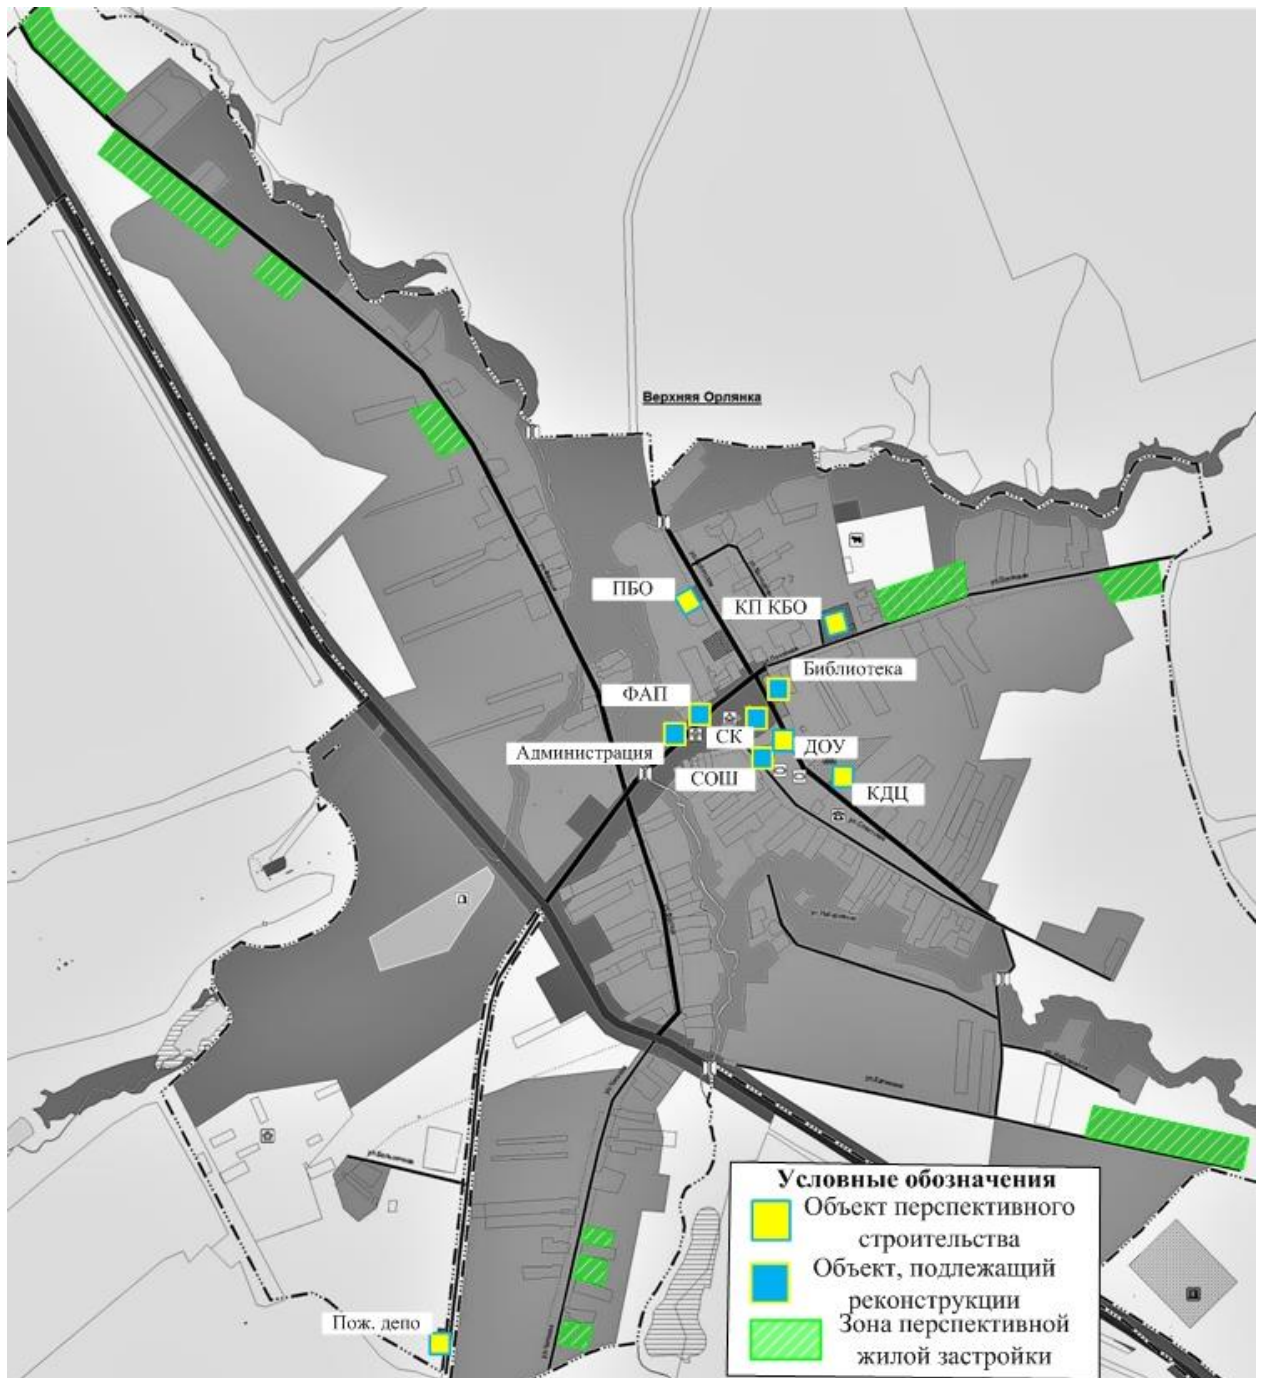 Верхняя Орлянка
ПБО
КП КБО
Библиотека
ФАП
СК
Администрация
ДОУ
СОШ
КДЦ
Пож. депо
Условные обозначения
Объект перспективного
строительства
Объект, подлежащий
реконструкции
Зона перспективной
жилой застройки